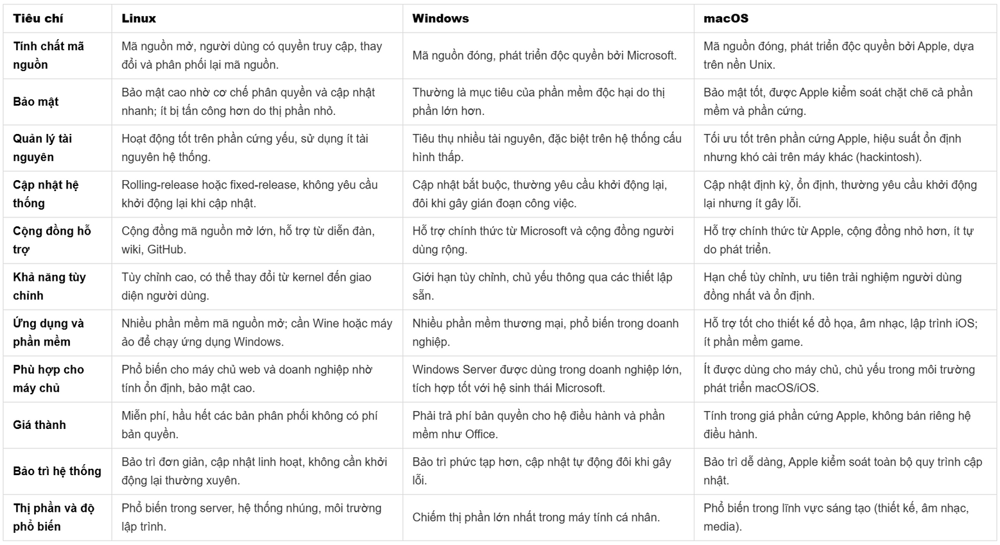 Tiêu chí
Linux
Windows
macOS
Tính chất mã
nguồn
Mã nguồn mở, người dùng có quyền truy cập, thay
đổi và phân phối lại mã nguồn.
Mã nguồn đóng, phát triển độc quyền bởi Microsoft.
Mã nguồn đóng, phát triển độc quyền bởi Apple, dựa
trên nền Unix.
Bảo mật
Bảo mật cao nhờ cơ chế phân quyền và cập nhật
nhanh; ít bị tấn công hơn do thị phần nhỏ.
Thường là mục tiêu của phần mềm độc hại do thị
phần lớn hơn.
Bảo mật tốt, được Apple kiểm soát chặt chẽ cả phần
mềm và phần cứng.
Quản lý tài
nguyên
Hoạt động tốt trên phần cứng yếu, sử dụng ít tài
nguyên hệ thống.
Tiêu thụ nhiều tài nguyên, đặc biệt trên hệ thống cấu
hình thấp.
Tối ưu tốt trên phần cứng Apple, hiệu suất ổn định
nhưng khó cài trên máy khác (hackintosh).
Cập nhật hệ
thống
Rolling-release hoặc fixed-release, không yêu cầu
khởi động lại khi cập nhật.
Cập nhật bắt buộc, thường yêu cầu khởi động lại,
đôi khi gây gián đoạn công việc.
Cập nhật định kỳ, ổn định, thường yêu cầu khởi động
lại nhưng ít gây lỗi.
Cộng đồng hỗ
trợ
Cộng đồng mã nguồn mở lớn, hỗ trợ từ diễn đàn,
wiki, GitHub.
Hỗ trợ chính thức từ Microsoft và cộng đồng người
dùng rộng.
Hỗ trợ chính thức từ Apple, cộng đồng nhỏ hơn, ít tự
do phát triển.
Khả năng tùy
chỉnh
Tùy chỉnh cao, có thể thay đổi từ kernel đến giao
diện người dùng.
Giới hạn tùy chỉnh, chủ yếu thông qua các thiết lập
sẵn.
Hạn chế tùy chỉnh, ưu tiên trải nghiệm người dùng
đồng nhất và ổn định.
Ứng dụng và
phần mềm
Nhiều phần mềm mã nguồn mở; cần Wine hoặc máy
ảo để chạy ứng dụng Windows.
Nhiều phần mềm thương mại, phổ biến trong doanh
nghiệp.
Hỗ trợ tốt cho thiết kế đồ họa, âm nhạc, lập trình iOS;
ít phần mềm game.
Phù hợp cho
máy chủ
Phổ biến cho máy chủ web và doanh nghiệp nhờ
tính ổn định, bảo mật cao.
Windows Server được dùng trong doanh nghiệp lớn,
tích hợp tốt với hệ sinh thái Microsoft.
Ít được dùng cho máy chủ, chủ yếu trong môi trường
phát triển macOS/iOS.
Giá thành
Miễn phí, hầu hết các bản phân phối không có phí
bản quyền.
Phải trả phí bản quyền cho hệ điều hành và phần
mềm như Office.
Tính trong giá phần cứng Apple, không bán riêng hệ
điều hành.
Bảo trì hệ thống
Bảo trì đơn giản, cập nhật linh hoạt, không cần khởi
động lại thường xuyên.
Bảo trì phức tạp hơn, cập nhật tự động đôi khi gây
lỗi.
Bảo trì dễ dàng, Apple kiểm soát toàn bộ quy trình cập
nhật.
Thị phần và độ
phổ biến
Phổ biến trong server, hệ thống nhúng, môi trường
lập trình.
Chiếm thị phần lớn nhất trong máy tính cá nhân.
Phổ biến trong lĩnh vực sáng tạo (thiết kế, âm nhạc,
media).